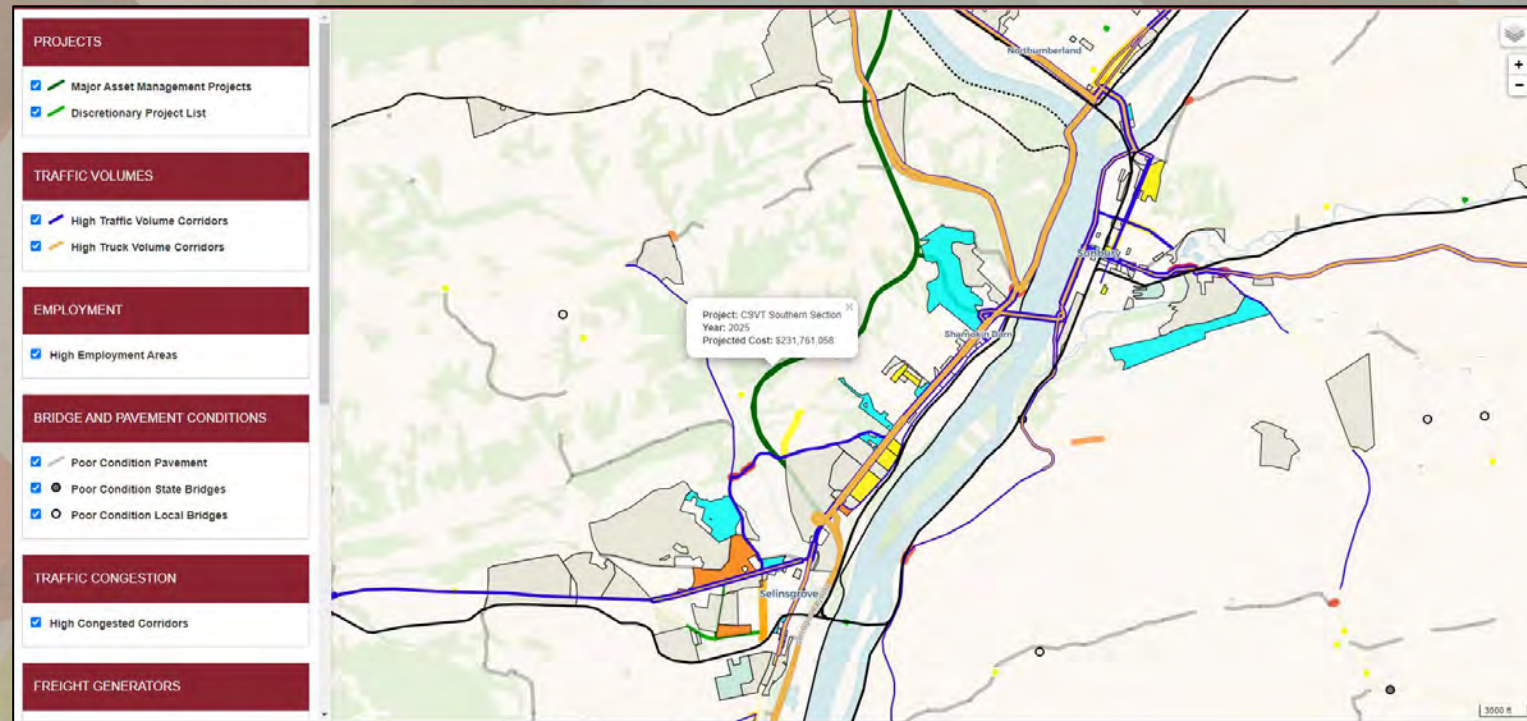 PROJECTS
Major Asset Management Projects
Discretionary Project List
TRAFFIC VOLUMES
High Traffic Volume Corridors
High Truck Volume Corridors
EMPLOYMENT
High Employment Areas
BRIDGE AND PAVEMENT CONDITIONS
Poor Condition Pavement
Poor Condition State Bridges
Poor Condition Local Bridges
TRAFFIC CONGESTION
High Congested Corridors
FREIGHT GENERATORS
Northumberland
Sunbury
Project: CSVT Southern Section
Year: 2025
Projected Cost: $231,761,058
×
Shamokin Dam
Selinsgrove
+
−
3000 ft